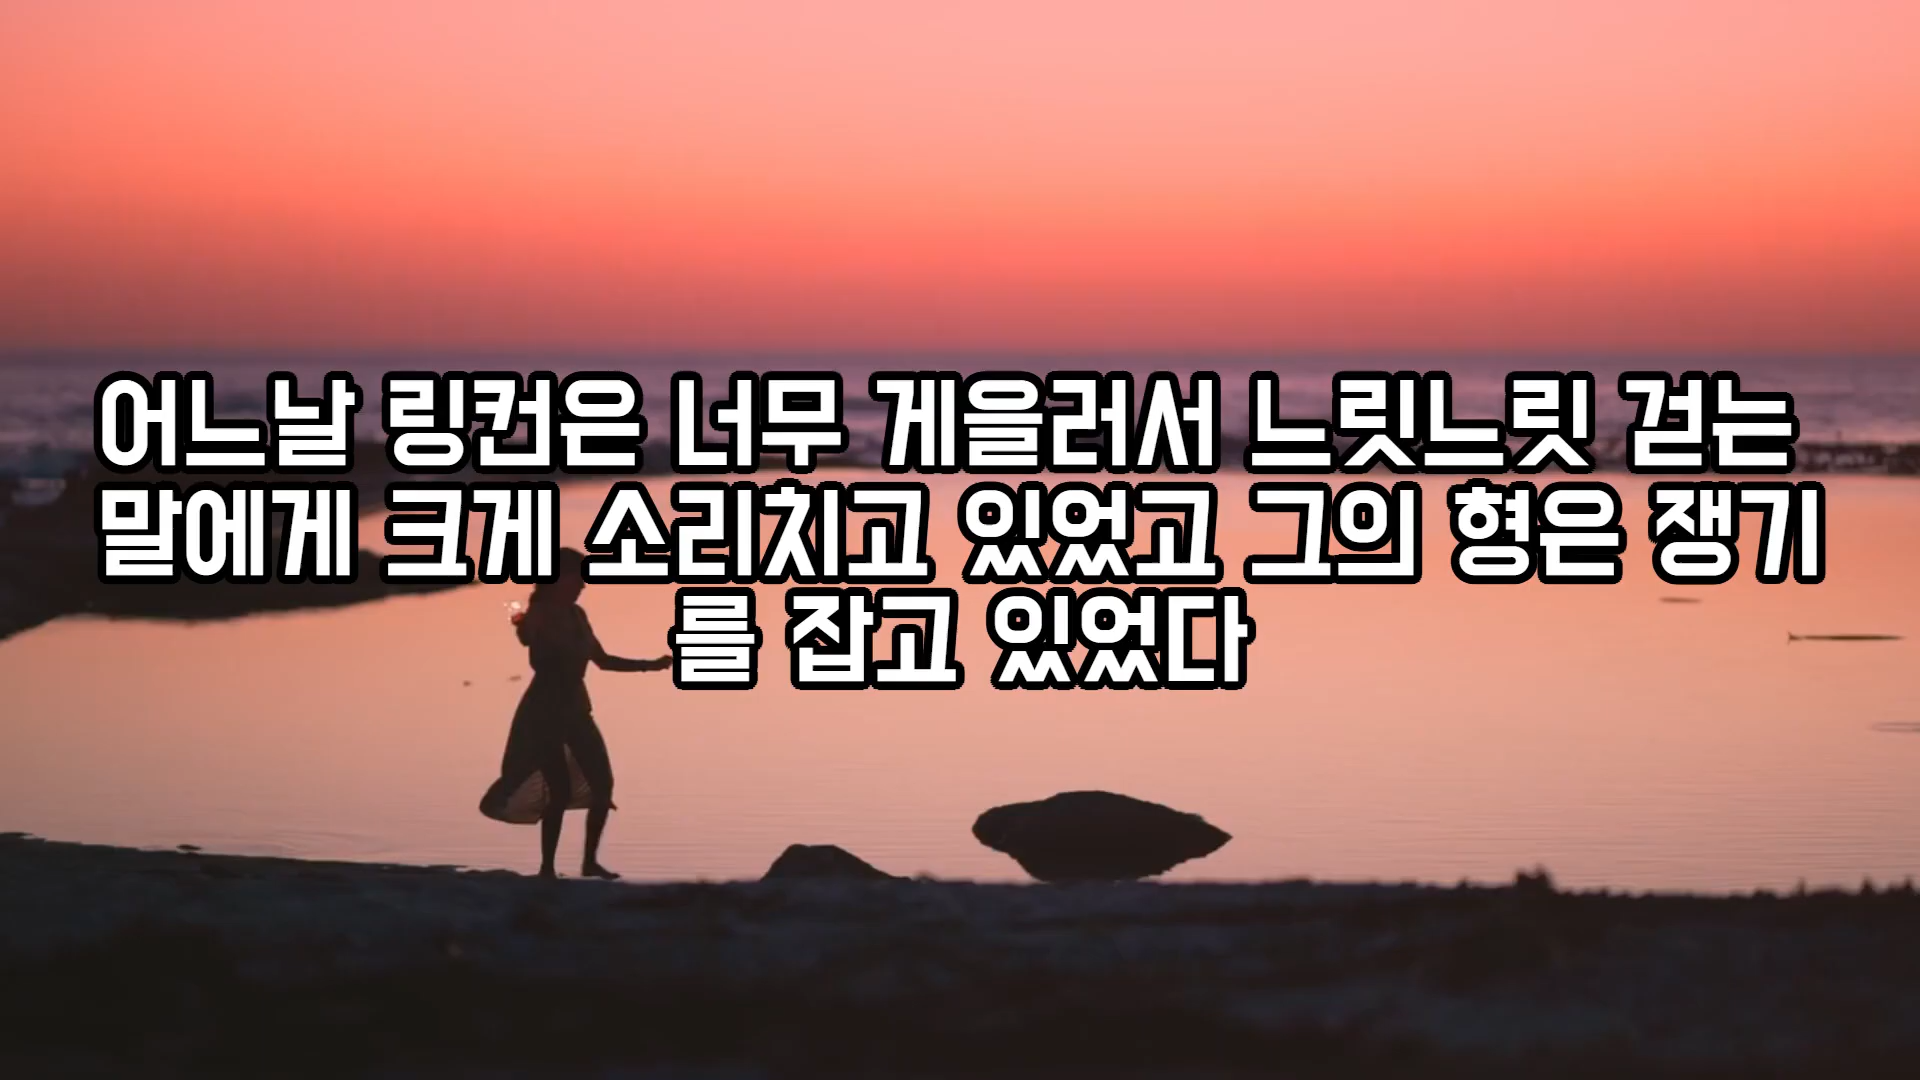 어느날 링컨은 너무 게을러서 느릿느릿 걷는
말에게 크게 소리치고 있었고 그의 형은 쟁기
를 잡고 있었다